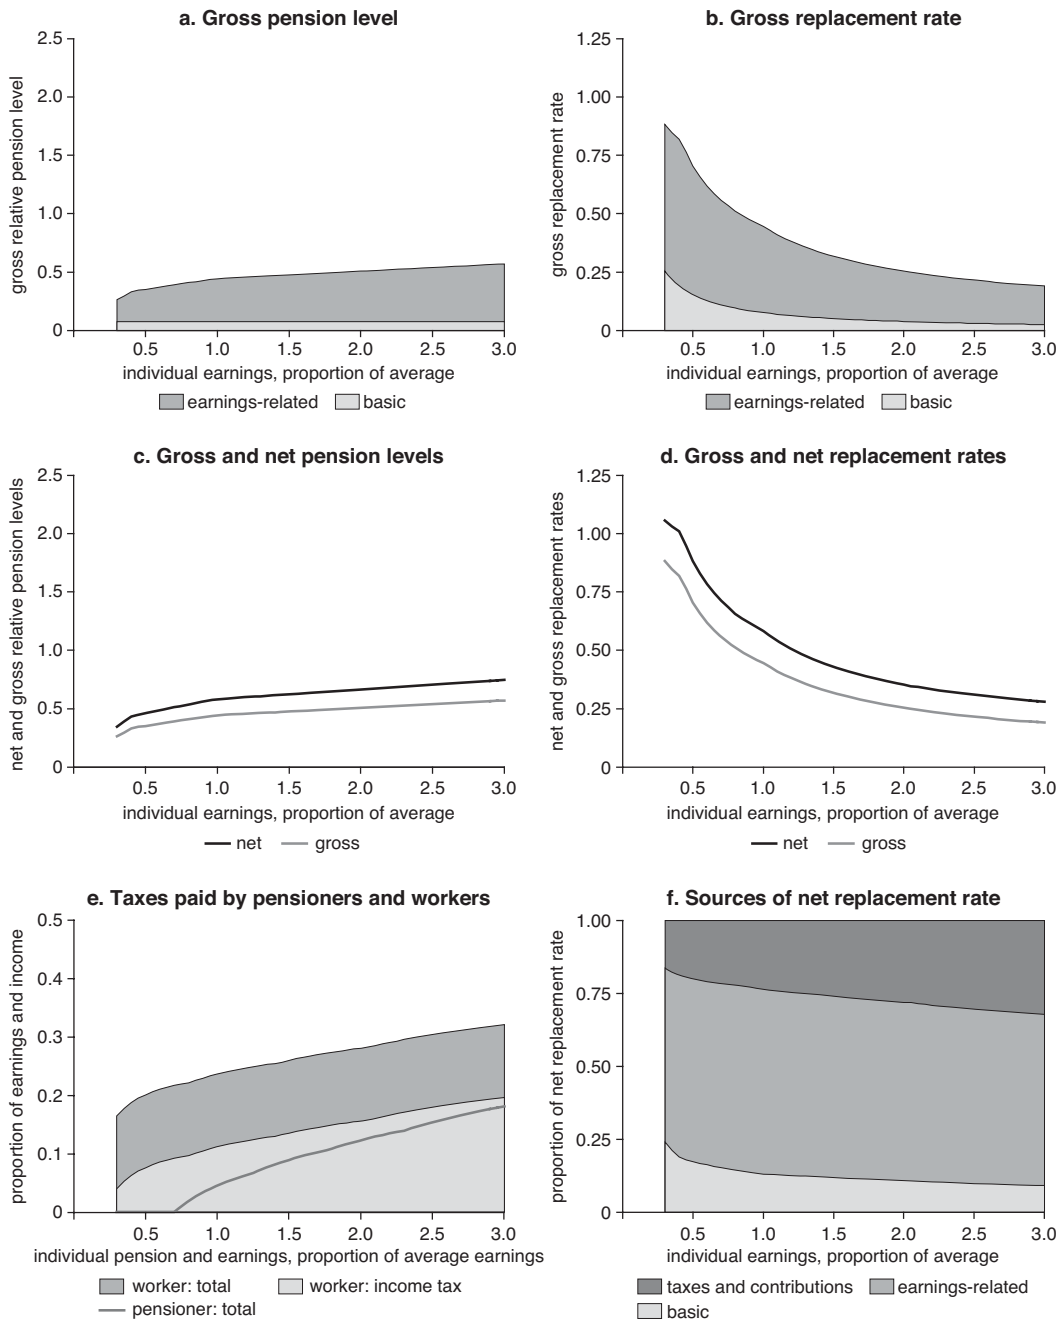 a. Gross pension level
gross relative pension level
2.5
2.0
1.5
1.0
0.5
0
0.5 1.0 1.5 2.0 2.5 3.0
individual earnings, proportion of average
earnings-related basic
b. Gross replacement rate
gross replacement rate
1.25
1.00
0.75
0.50
0.25
0
0.5 1.0 1.5 2.0 2.5 3.0
individual earnings, proportion of average
earnings-related basic
c. Gross and net pension levels
net and gross relative pension levels
2.5
2.0
1.5
1.0
0.5
0
0.5 1.0 1.5 2.0 2.5 3.0
individual earnings, proportion of average
net gross
d. Gross and net replacement rates
net and gross replacement rates
1.25
1.00
0.75
0.50
0.25
0
0.5 1.0 1.5 2.0 2.5 3.0
individual earnings, proportion of average
net gross
e. Taxes paid by pensioners and workers
proportion of earnings and income
0.5
0.4
0.3
0.2
0.1
0
0.5 1.0 1.5 2.0 2.5 3.0
individual pension and earnings, proportion of average earnings
worker: total worker: income tax
pensioner: total
f. Sources of net replacement rate
proportion of net replacement rate
1.00
0.75
0.50
0.25
0
0.5 1.0 1.5 2.0 2.5 3.0
individual earnings, proportion of average
taxes and contributions earnings-related
basic